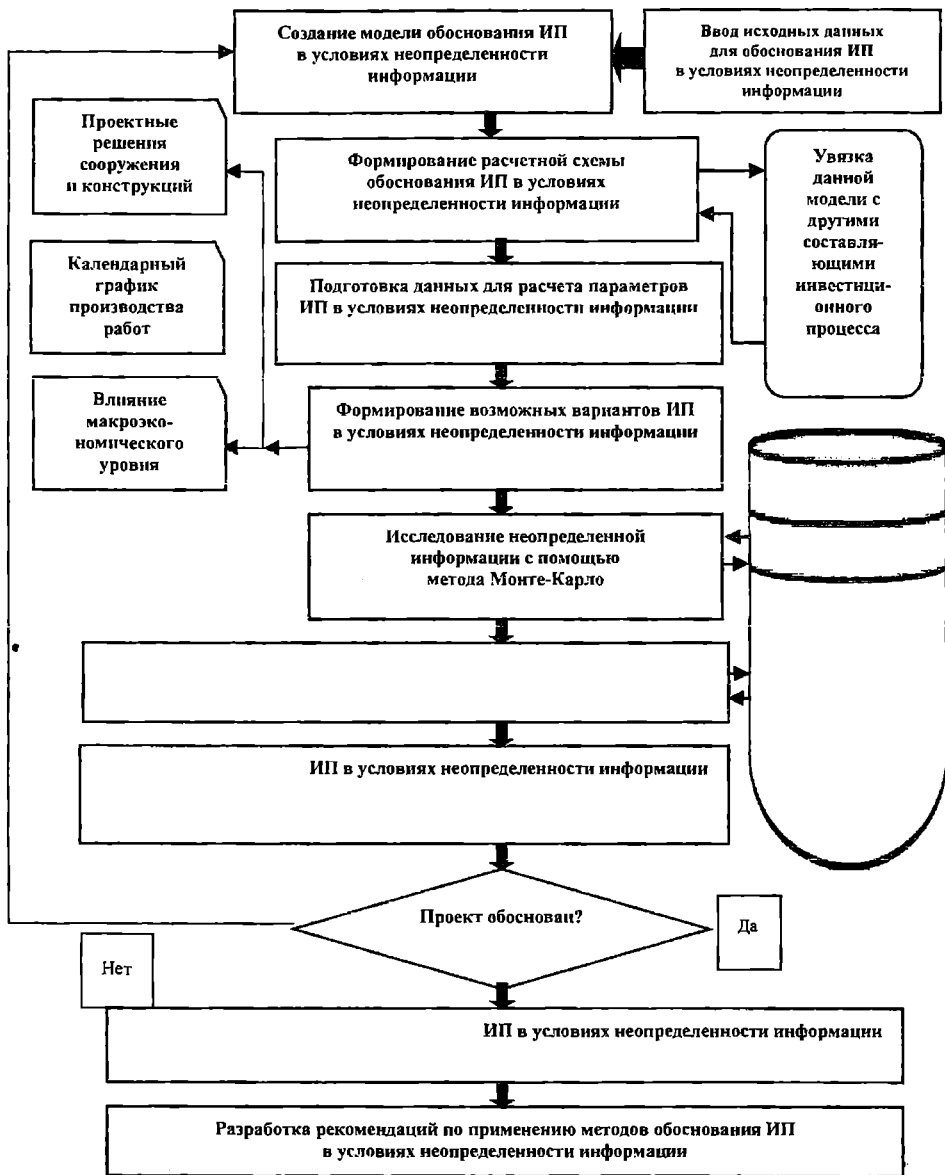 Создание модели обоснования ИП
в условиях неопределенности
информации
Ввод исходных данных
для обоснования ИП
в условиях неопределенности
информации
Проектные
решения
сооружения
и конструкций
Формирование расчетной схемы
обоснования ИП в условиях
неопределенности информации
Увязка
данной
модели с
другими
составля-
ющими
инвестици-
онного
процесса
Календарный
график
производства
работ
Подготовка данных для расчета параметров
ИП в условиях неопределенности информации
Влияние
макроэко-
номического
уровня
Формирование возможных вариантов ИП
в условиях неопределенности информации
Исследование неопределенной
информации с помощью
метода Монте-Карло
ИП в условиях неопределенности информации
Проект обоснован?
Да
Нет
ИП в условиях неопределенности информации
Разработка рекомендаций по применению методов обоснования ИП
в условиях неопределенности информации